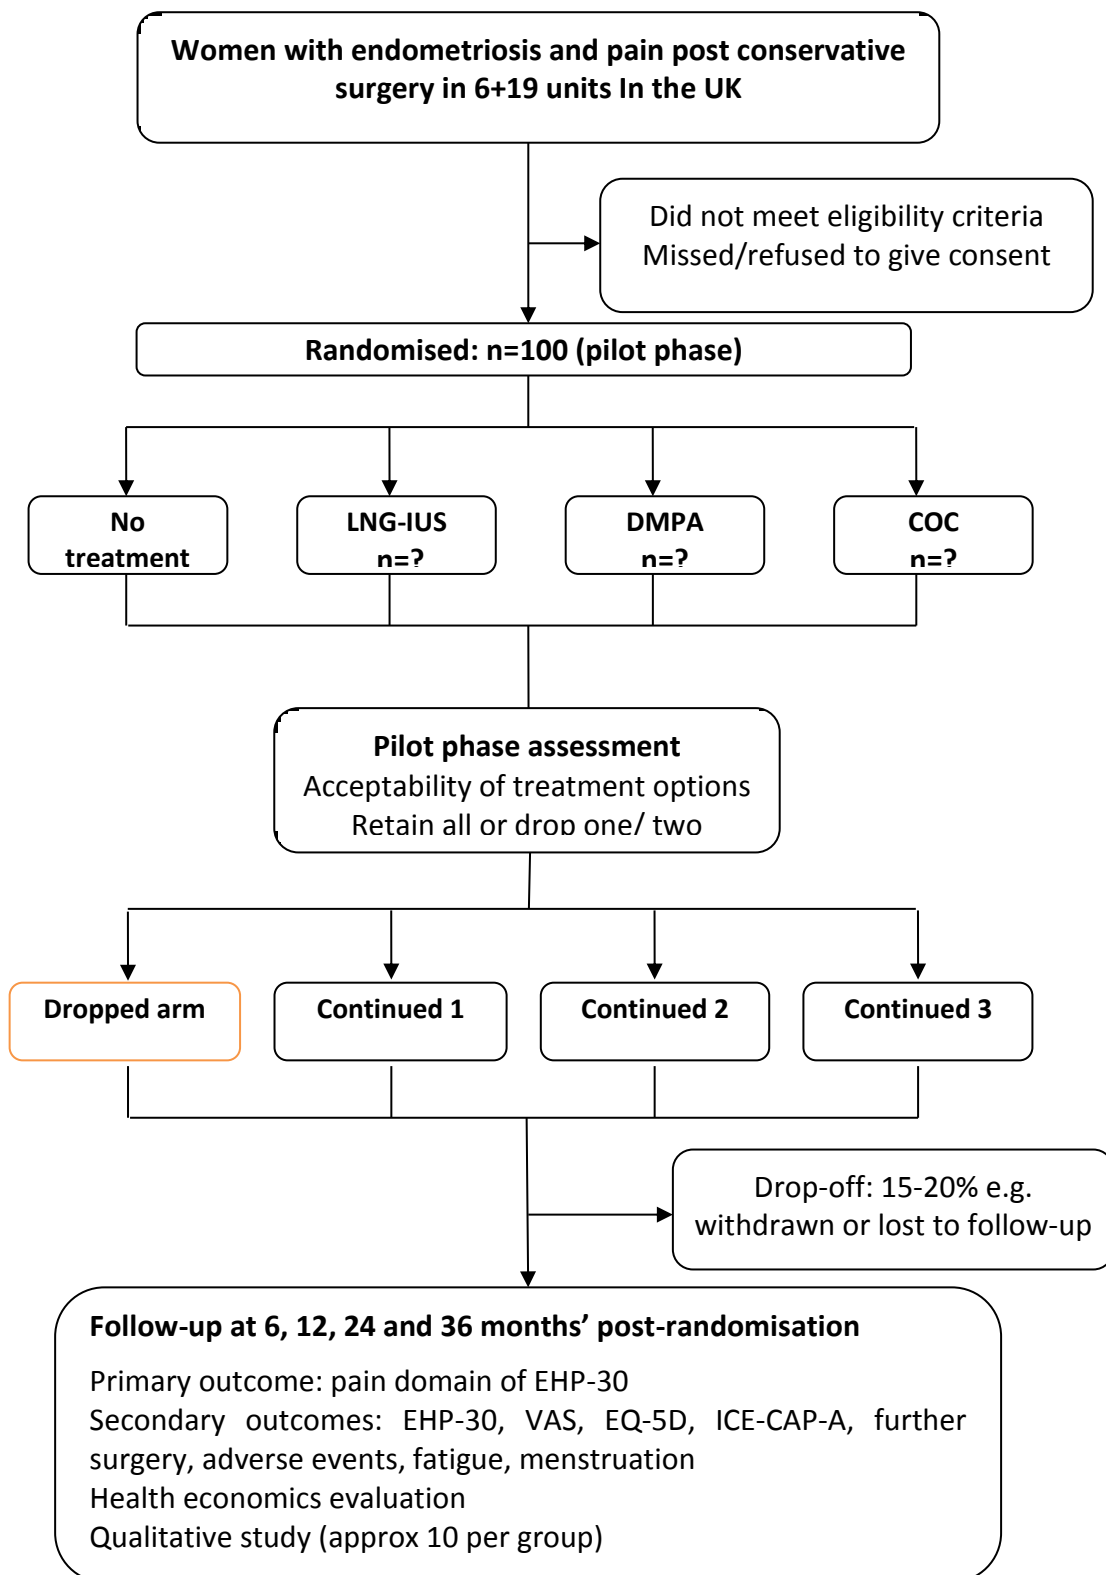 Women with endometriosis and pain post conservative
surgery in 6+19 units In the UK
Did not meet eligibility criteria
Missed/refused to give consent
Randomised: n=100 (pilot phase)
No
treatment
LNG-IUS
n=?
DMPA
n=?
COC
n=?
Pilot phase assessment
Acceptability of treatment options
Retain all or drop one/ two
Dropped arm
Continued 1
Continued 2
Continued 3
Drop-off: 15-20% e.g.
withdrawn or lost to follow-up
Follow-up at 6, 12, 24 and 36 months’ post-randomisation
Primary outcome: pain domain of EHP-30
Secondary outcomes: EHP-30, VAS, EQ-5D, ICE-CAP-A, further
surgery, adverse events, fatigue, menstruation
Health economics evaluation
Qualitative study (approx 10 per group)